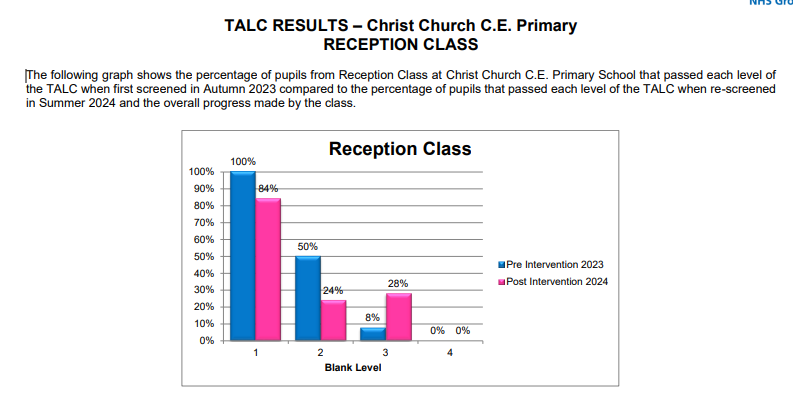 NHS Gro
TALC RESULTS – Christ Church C.E. Primary
RECEPTION CLASS
The following graph shows the percentage of pupils from Reception Class at Christ Church C.E. Primary School that passed each level of
the TALC when first screened in Autumn 2023 compared to the percentage of pupils that passed each level of the TALC when re-screened
in Summer 2024 and the overall progress made by the class.
Reception Class
100%
90%
80%
70%
60%
50%
40%
30%
20%
10%
0%
100%
84%
50%
24%
8%
28%
0% 0%
1 2 3 4
Blank Level
Pre Intervention 2023
Post Intervention 2024